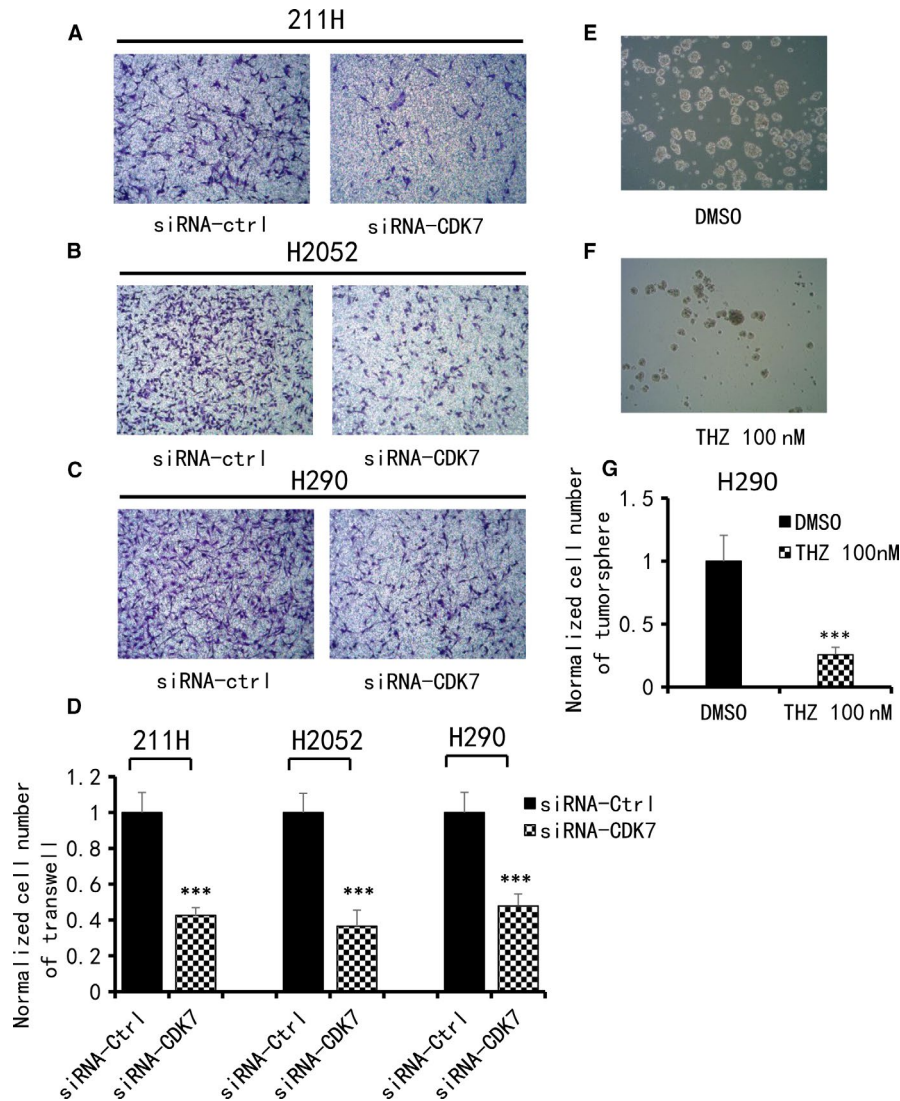 A
211H
siRNA-ctrl siRNA-CDK7
B
H2052
siRNA-ctrl siRNA-CDK7
C
H290
siRNA-ctrl siRNA-CDK7
D
211H H2052 H290
Normalized cell number
of transwell
1.2
1
0.8
0.6
0.4
0.2
0
*** *** ***
siRNA-Ctrl
siRNA-CDK7
siRNA-Ctrl
siRNA-CDK7
siRNA-Ctrl
siRNA-CDK7
siRNA-Ctrl
siRNA-CDK7
E
DMSO
F
THZ 100 nM
G
H290
Normalized cell number
of tumorsphere
1.5
1
0.5
0
DMSO
THZ 100nM
***
DMSO THZ 100 nM